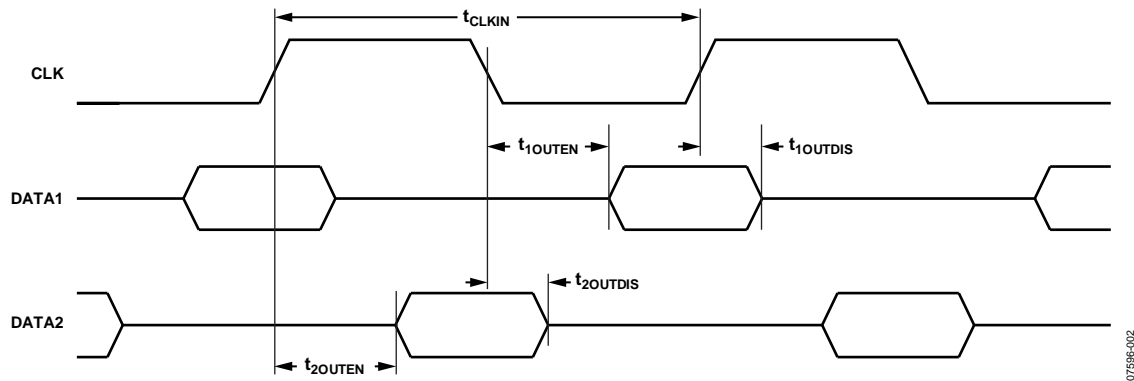 tCLKIN
CLK
t1OUTEN
t1OUTDIS
DATA1
t2OUTDIS
DATA2
t2OUTEN
07596-002